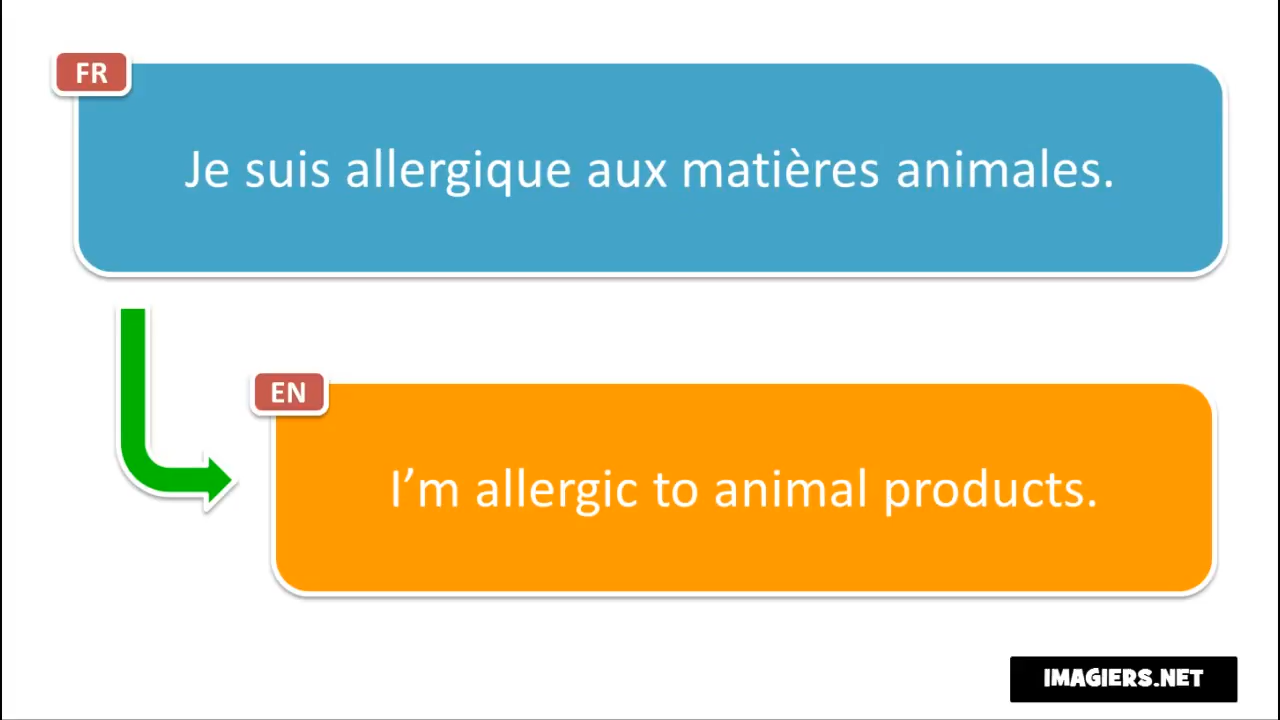 FR
Je suis allergique aux matières animales.
EN
I’m allergic to animal products.
IMAGIERS.NET